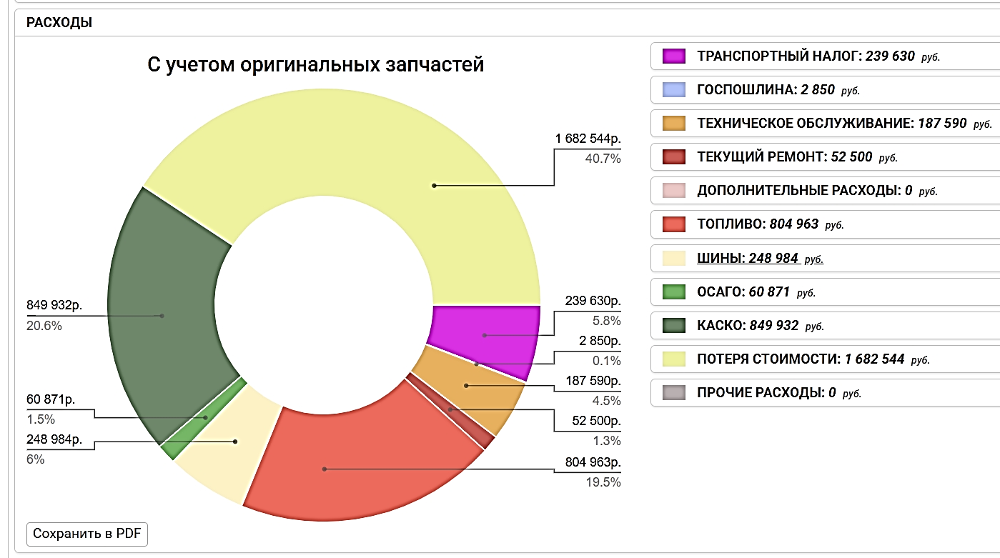 РАСХОДЫ
С учетом оригинальных запчастей
1 682 544р.
40.7%
849 932р.
20.6%
60 871р.
1.5%
248 984р.
6%
239 630р.
5.8%
2 850р.
0.1%
187 590р.
4.5%
52 500р.
1.3%
804 963р.
19.5%
ТРАНСПОРТНЫЙ НАЛОГ: 239 630 руб.
ГОСПОШЛИНА: 2 850 руб.
ТЕХНИЧЕСКОЕ ОБСЛУЖИВАНИЕ: 187 590 руб.
ТЕКУЩИЙ РЕМОНТ: 52 500 руб.
ДОПОЛНИТЕЛЬНЫЕ РАСХОДЫ: 0 руб.
ТОПЛИВО: 804 963 руб.
ШИНЫ: 248 984 руб.
ОСАГО: 60 871 руб.
КАСКО: 849 932 руб.
ПОТЕРЯ СТОИМОСТИ: 1 682 544 руб.
ПРОЧИЕ РАСХОДЫ: 0 руб.
Сохранить в PDF